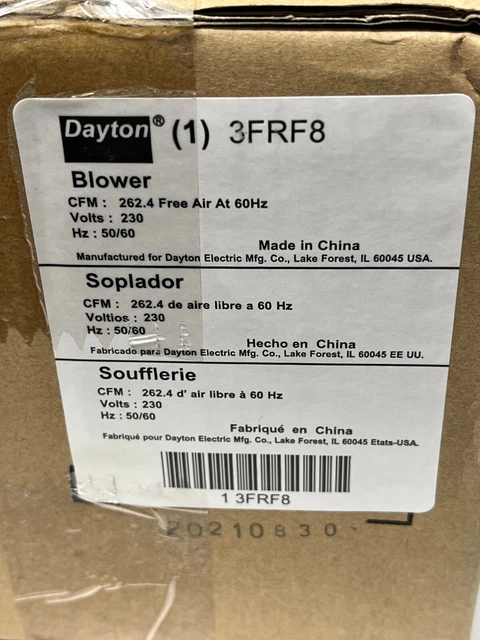 Dayton® (1) 3FRF8
Blower
CFM : 262.4 Free Air At 60Hz
Volts : 230
Hz : 50/60
Made in China
Manufactured for Dayton Electric Mfg. Co., Lake Forest, IL 60045 USA.
Soplador
CFM : 262.4 de aire libre a 60 Hz
Voltios : 230
Hz : 50/60
Hecho en China
Fabricado para Dayton Electric Mfg. Co., Lake Forest, IL 60045 EE UU.
Soufflerie
CFM : 262.4 d' air libre à 60 Hz
Volts : 230
Hz : 50/60
Fabriqué en China
Fabriqué pour Dayton Electric Mfg. Co., Lake Forest, IL 60045 Etats-USA.
1 3FRF8
20210830